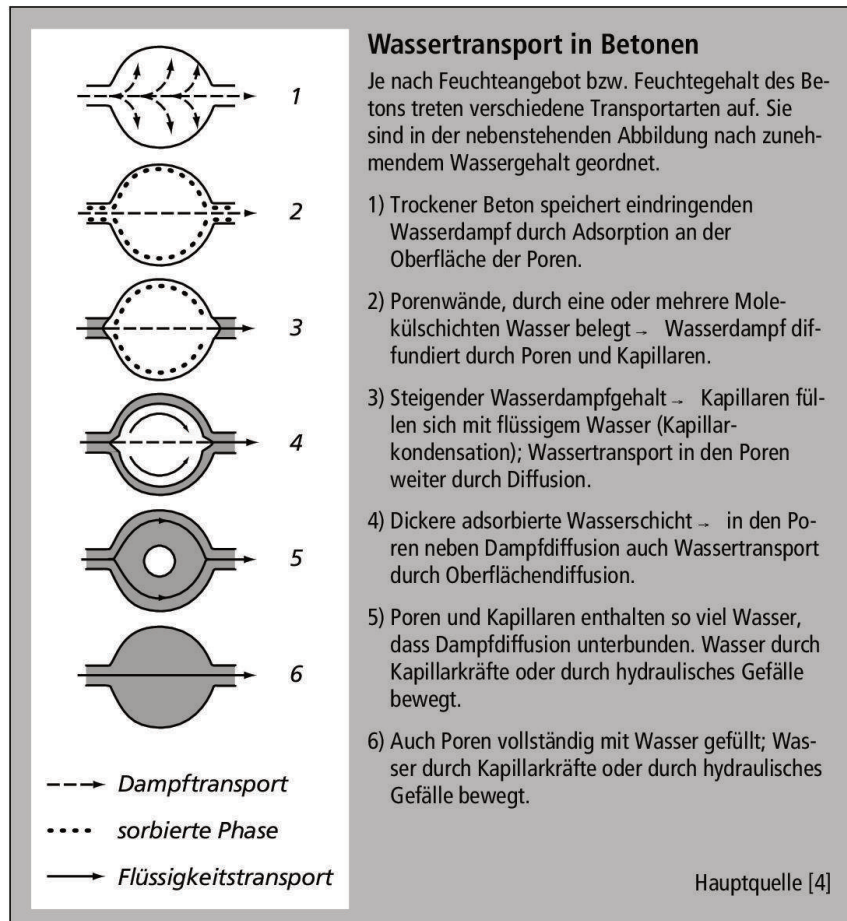 1
2
3
4
5
6
Dampftransport
sorbierte Phase
Flüssigkeitstransport
Wassertransport in Betonen
Je nach Feuchteangebot bzw. Feuchtegehalt des Be-
tons treten verschiedene Transportarten auf. Sie
sind in der nebenstehenden Abbildung nach zuneh-
mendem Wassergehalt geordnet.
1) Trockener Beton speichert eindringenden
Wasserdampf durch Adsorption an der
Oberfläche der Poren.
2) Porenwände, durch eine oder mehrere Mole-
külschichten Wasser belegt → Wasserdampf dif-
fundiert durch Poren und Kapillaren.
3) Steigender Wasserdampfgehalt → Kapillaren fül-
len sich mit flüssigem Wasser (Kapillar-
kondensation); Wassertransport in den Poren
weiter durch Diffusion.
4) Dickere adsorbierte Wasserschicht → in den Po-
ren neben Dampfdiffusion auch Wassertransport
durch Oberflächendiffusion.
5) Poren und Kapillaren enthalten so viel Wasser,
dass Dampfdiffusion unterbunden. Wasser durch
Kapillarkräfte oder durch hydraulisches Gefälle
bewegt.
6) Auch Poren vollständig mit Wasser gefüllt; Was-
ser durch Kapillarkräfte oder durch hydraulisches
Gefälle bewegt.
Hauptquelle [4]